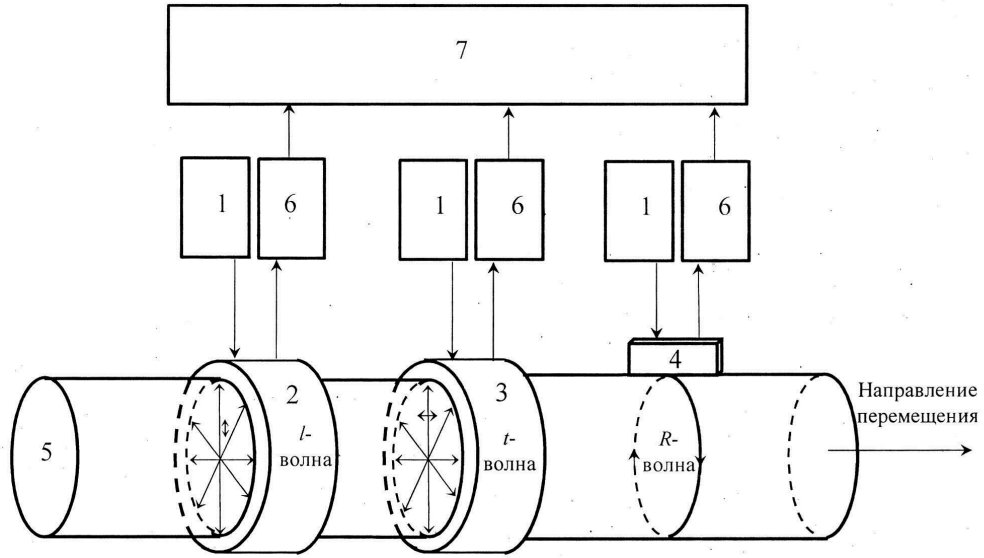 7
1
6
1
6
1
6
2
3
4
5
l-
волна
t-
волна
R-
волна
Направление
перемещения